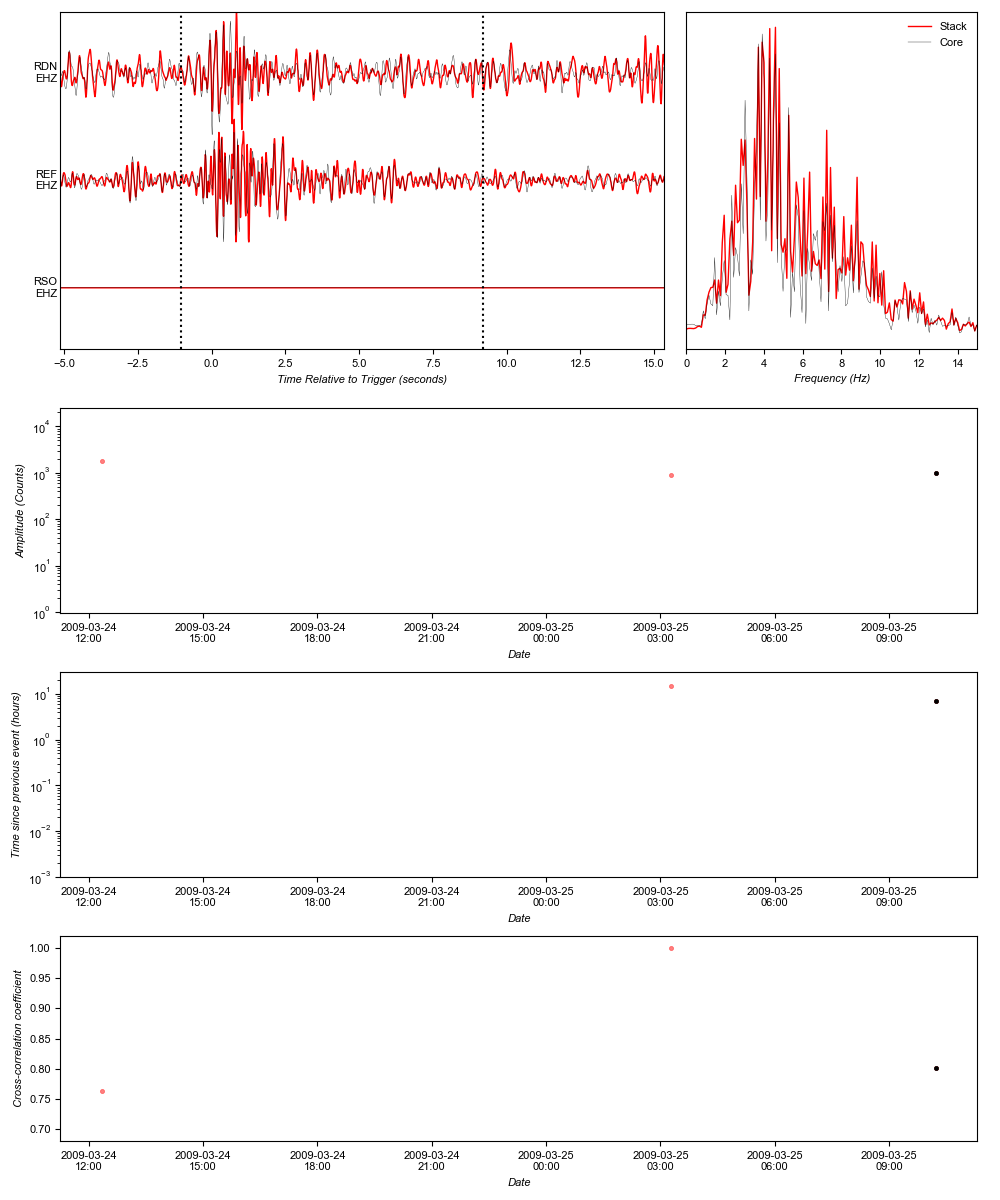 RDN
EHZ
REF
EHZ
RSO
EHZ
−5.0 −2.5 0.0 2.5 5.0 7.5 10.0 12.5 15.0
Time Relative to Trigger (seconds)
Stack
Core
0 2 4 6 8 10 12 14
Frequency (Hz)
10^4
10^3
10^2
10^1
10^0
Amplitude (Counts)
2009-03-24 2009-03-24 2009-03-24 2009-03-24 2009-03-25 2009-03-25 2009-03-25 2009-03-25
12:00 15:00 18:00 21:00 00:00 03:00 06:00 09:00
Date
10^1
10^0
10^−1
10^−2
10^−3
Time since previous event (hours)
2009-03-24 2009-03-24 2009-03-24 2009-03-24 2009-03-25 2009-03-25 2009-03-25 2009-03-25
12:00 15:00 18:00 21:00 00:00 03:00 06:00 09:00
Date
1.00
0.95
0.90
0.85
0.80
0.75
0.70
Cross-correlation coefficient
2009-03-24 2009-03-24 2009-03-24 2009-03-24 2009-03-25 2009-03-25 2009-03-25 2009-03-25
12:00 15:00 18:00 21:00 00:00 03:00 06:00 09:00
Date